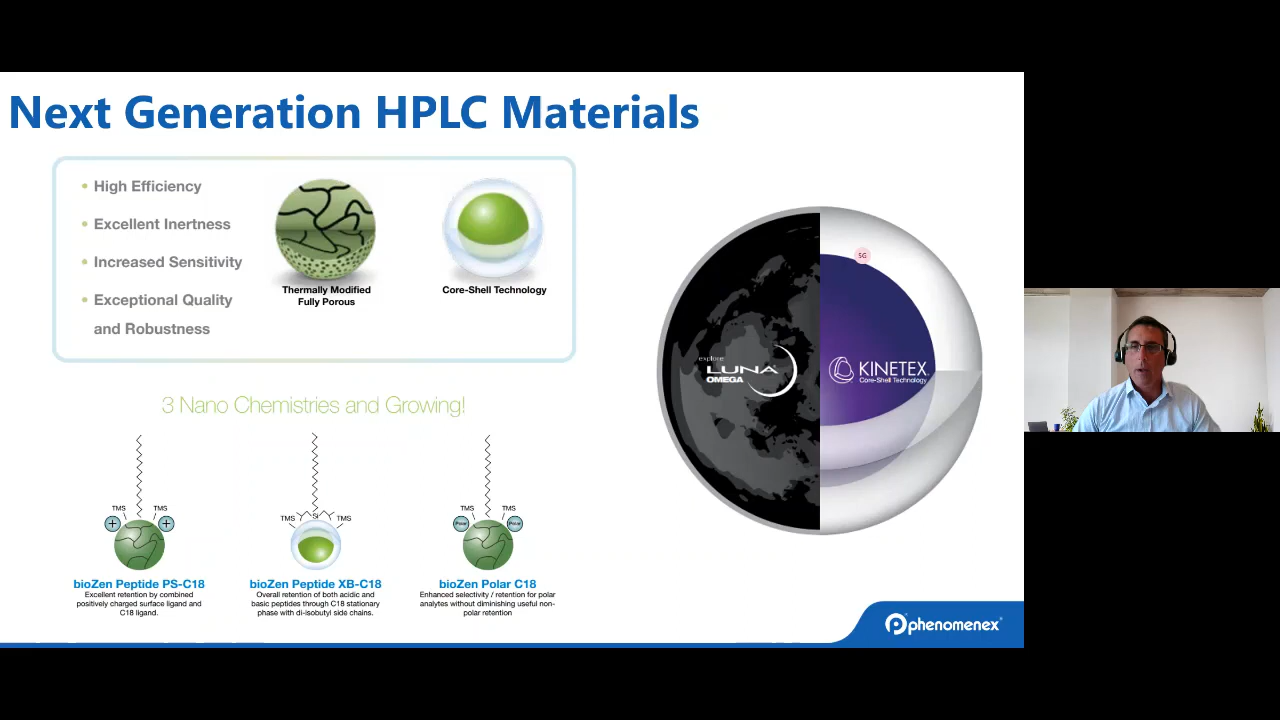 Next Generation HPLC Materials
• High Efficiency
• Excellent Inertness
• Increased Sensitivity
• Exceptional Quality
and Robustness
Thermally Modified
Fully Porous
Core-Shell Technology
explore
LUNA
OMEGA
SG
KINETEX
Core-Shell Technology
3 Nano Chemistries and Growing!
TMS TMS
+ +
bioZen Peptide PS-C18
Excellent retention by combined
positively charged surface ligand and
C18 ligand.
TMS Si TMS
bioZen Peptide XB-C18
Overall retention of both acidic and
basic peptides through C18 stationary
phase with di-isobutyl side chains.
TMS TMS
Polar Polar
bioZen Polar C18
Enhanced selectivity / retention for polar
analytes without diminishing useful non-
polar retention
phenomenex